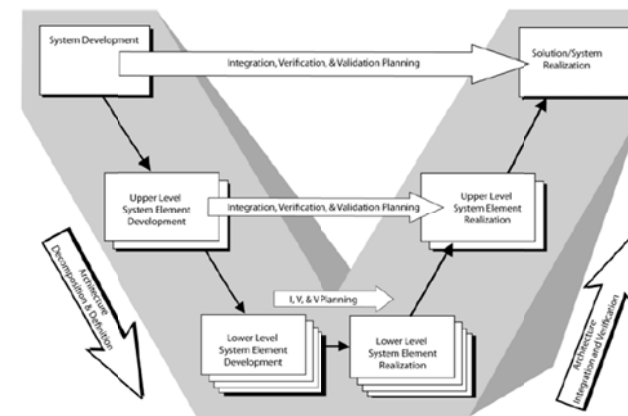 System Development
Solution/System
Realization
Integration, Verification, & Validation Planning
Upper Level
System Element
Development
Integration, Verification, & Validation Planning
Upper Level
System Element
Realization
Architecture
Decomposition & Definition
I, V, & V Planning
Lower Level
System Element
Development
Lower Level
System Element
Realization
Architecture
Integration and Verification